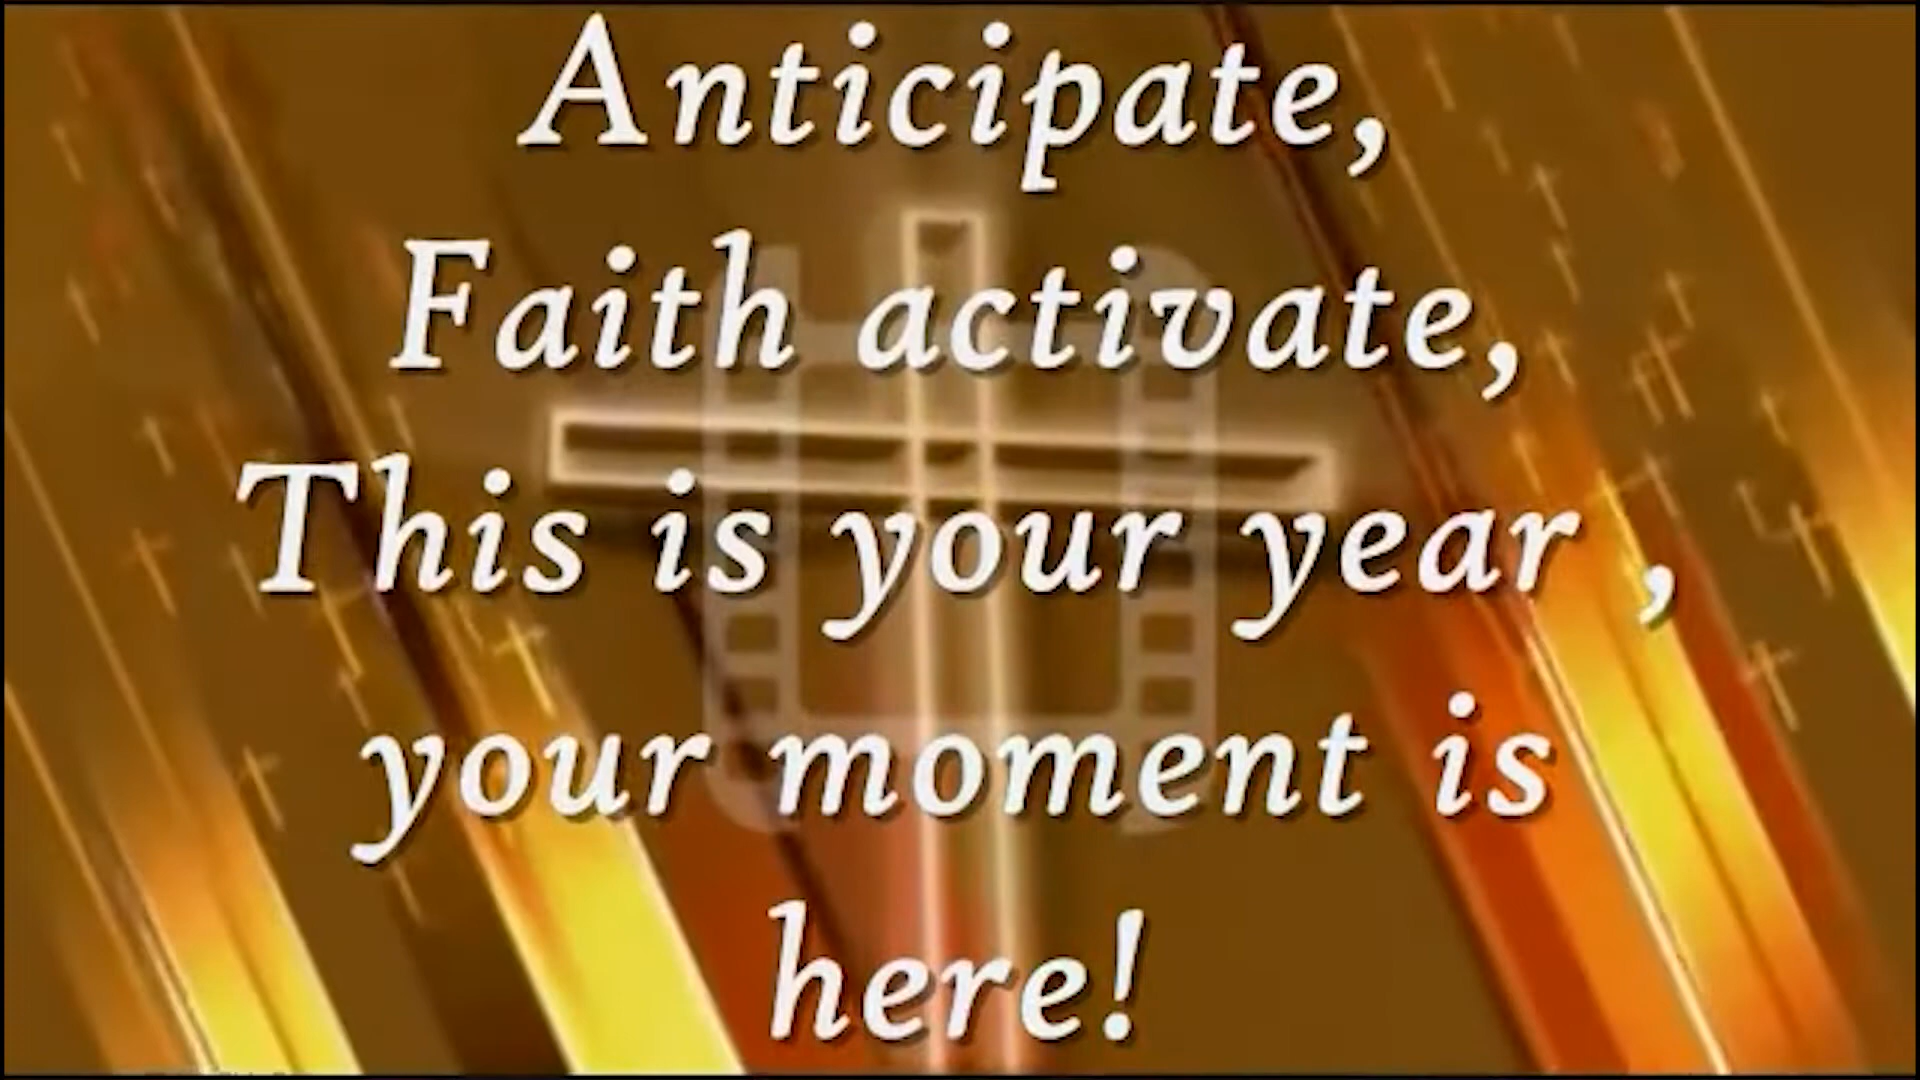 Anticipate,
Faith activate,
This is your year ,
your moment is
here!